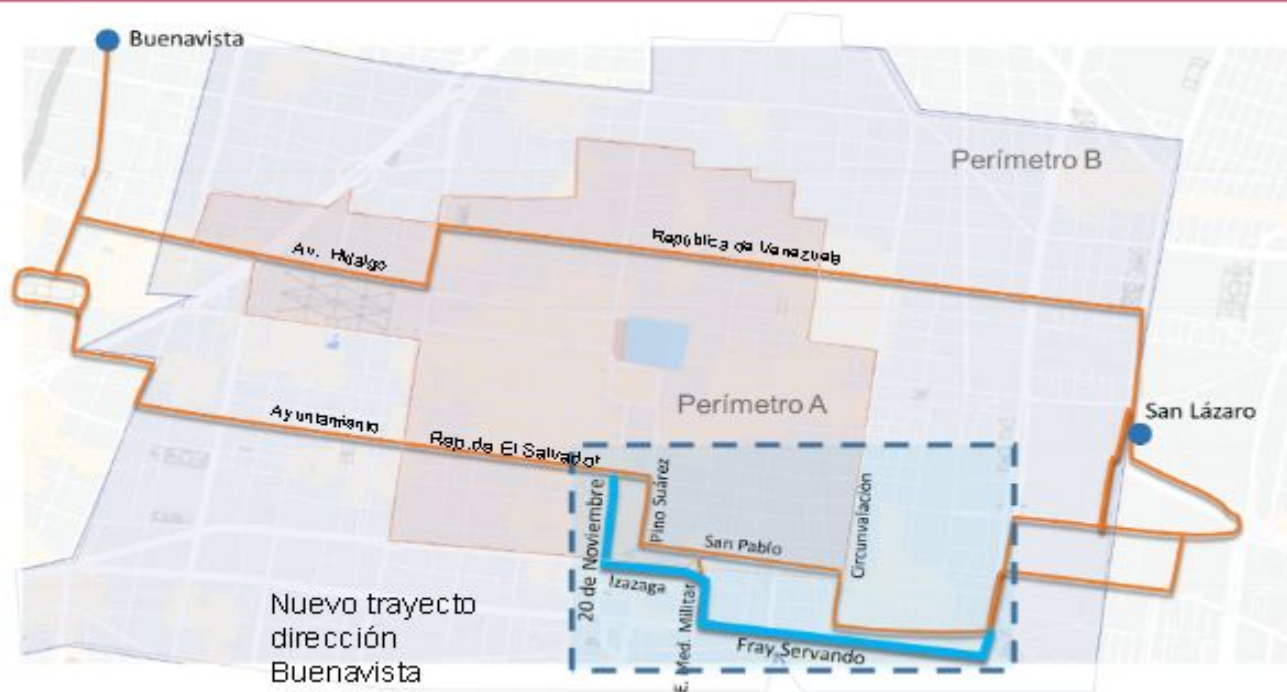 Buenavista
Perímetro B
República de Venezuela
Av. Hidalgo
Perímetro A
San Lázaro
Ayuntamiento
Rep.de El Salvador
Pino Suárez
20 de Noviembre
Circunvalación
San Pablo
Izazaga
E. Med. Militar
Fray Servando
Nuevo trayecto
dirección
Buenavista